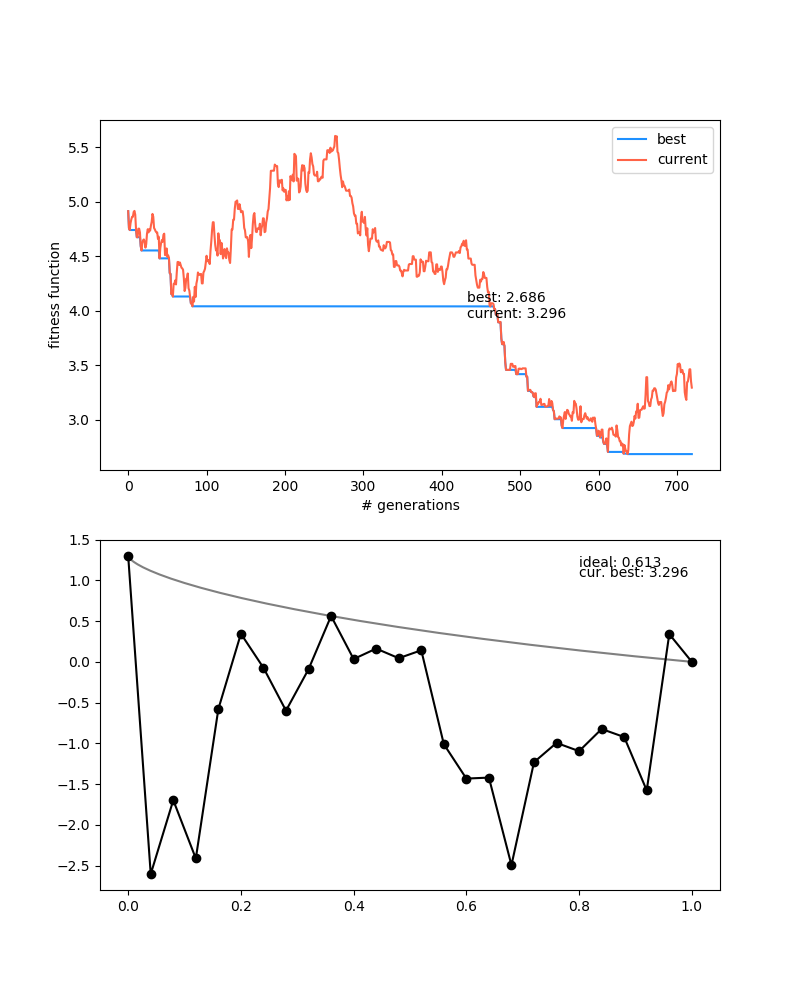 best
current
5.5
5.0
4.5
4.0
3.5
3.0
fitness function
best: 2.686
current: 3.296
0 100 200 300 400 500 600 700
# generations
1.5
1.0
0.5
0.0
−0.5
−1.0
−1.5
−2.0
−2.5
ideal: 0.613
cur. best: 3.296
0.0 0.2 0.4 0.6 0.8 1.0